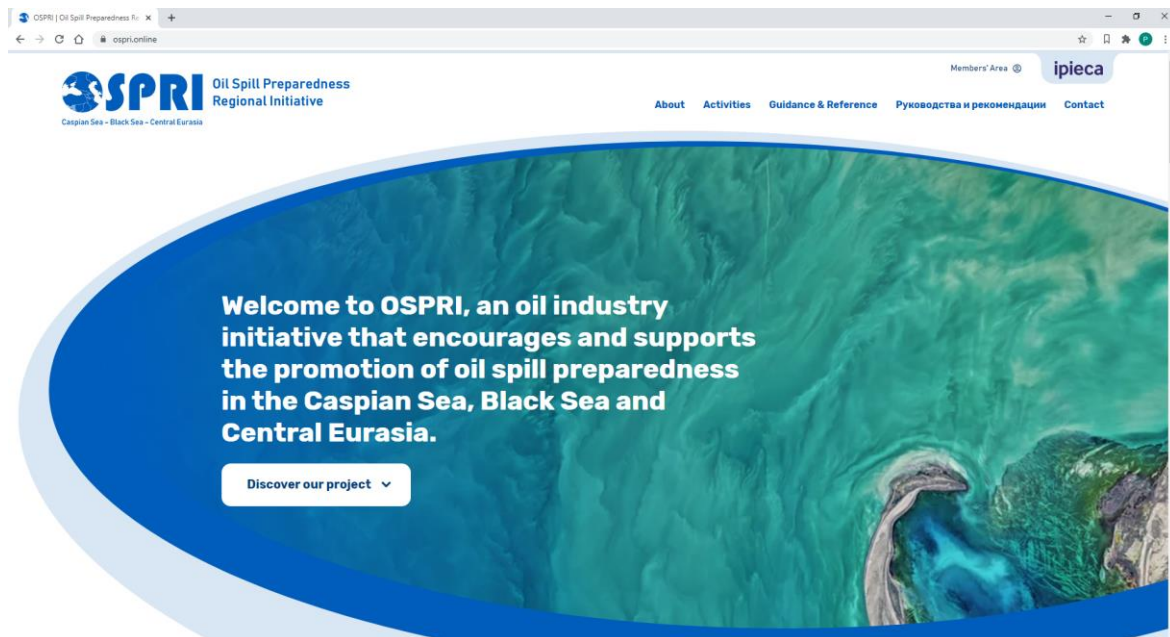 OSPRI | Oil Spill Preparedness Re
ospri.online
P
Members' Area
ipieca
OSPRI
Oil Spill Preparedness
Regional Initiative
Caspian Sea – Black Sea – Central Eurasia
About Activities Guidance & Reference Руководства и рекомендации Contact
Welcome to OSPRI, an oil industry
initiative that encourages and supports
the promotion of oil spill preparedness
in the Caspian Sea, Black Sea and
Central Eurasia.
Discover our project